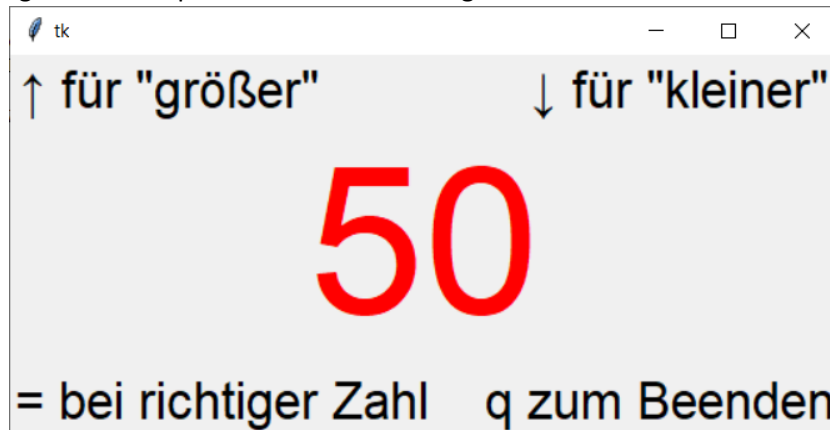 tk
↑ für "größer" ↓ für "kleiner"
50
= bei richtiger Zahl q zum Beenden